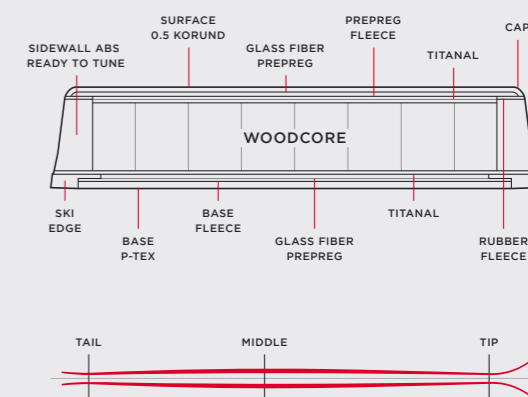 SURFACE
0.5 KORUND
PREPREG
FLEECE
CAP
SIDEWALL ABS
READY TO TUNE
GLASS FIBER
PREPREG
TITANAL
WOODCORE
SKI
EDGE
BASE
P-TEX
BASE
FLEECE
GLASS FIBER
PREPREG
TITANAL
RUBBER
FLEECE
TAIL
MIDDLE
TIP